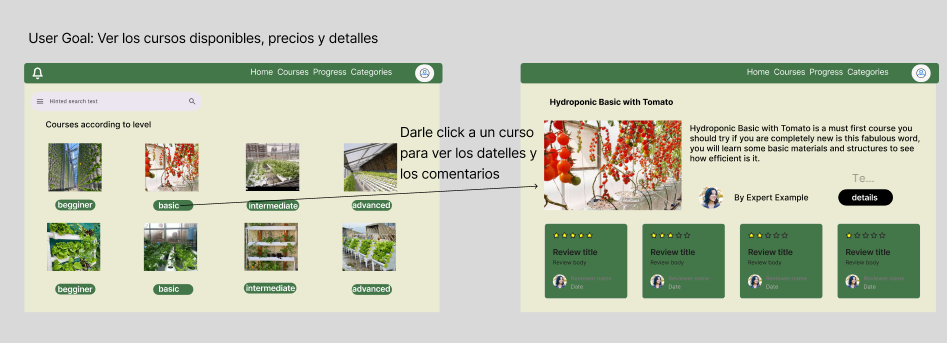 User Goal: Ver los cursos disponibles, precios y detalles
Home Courses Progress Categories
Hinted search text
Courses according to level
begginer
basic
intermediate
advanced
begginer
basic
intermediate
advanced
Darle click a un curso
para ver los datelles y
los comentarios
Home Courses Progress Categories
Hydroponic Basic with Tomato
Hydroponic Basic with Tomato is a must first course you
should try if you are completely new is this fabulous word,
you will learn some basic materials and structures to see
how efficient is it.
Te...
By Expert Example
details
Review title
Review body
Date
Review title
Review body
Date
Review title
Review body
Date
Review title
Review body
Date